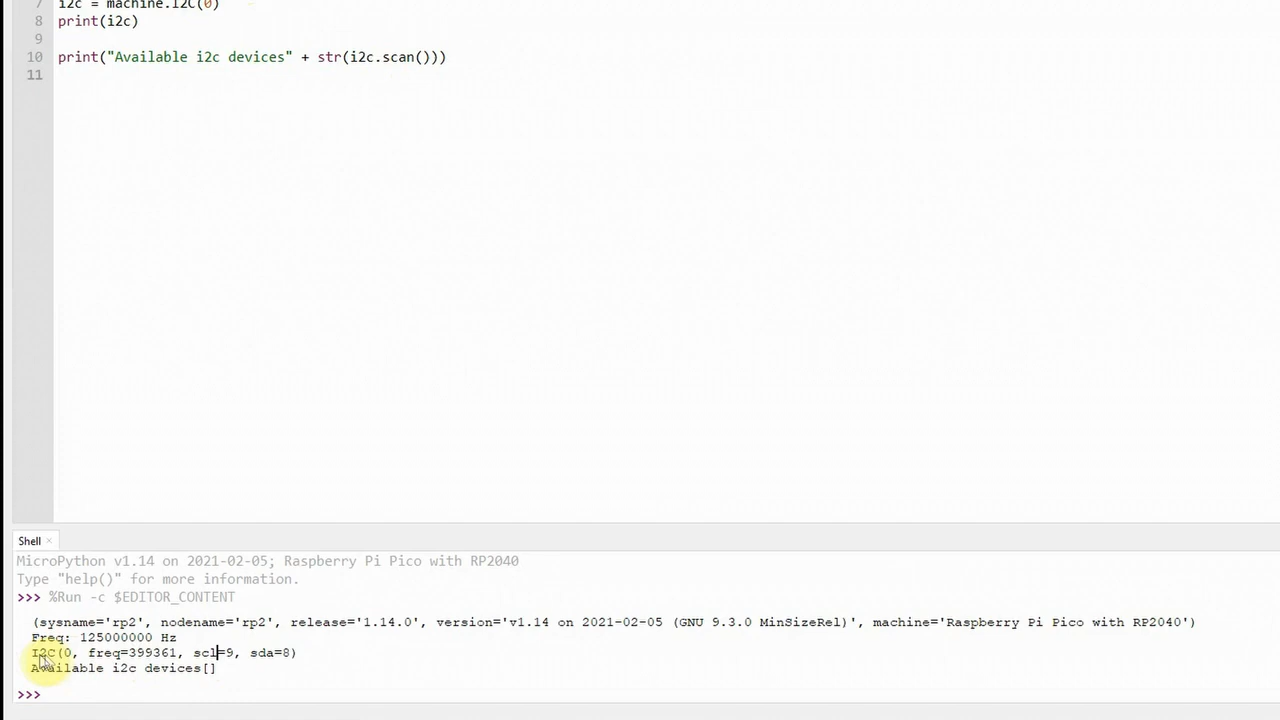 7 i2c = machine.I2C(0)
8 print(i2c)
9
10 print("Available i2c devices" + str(i2c.scan()))
11
Shell ×
MicroPython v1.14 on 2021-02-05; Raspberry Pi Pico with RP2040
Type "help()" for more information.
>>> %Run -c $EDITOR_CONTENT
(sysname='rp2', nodename='rp2', release='1.14.0', version='v1.14 on 2021-02-05 (GNU 9.3.0 MinSizeRel)', machine='Raspberry Pi Pico with RP2040')
Freq: 125000000 Hz
I2C(0, freq=399361, scl=9, sda=8)
Available i2c devices[]
>>>